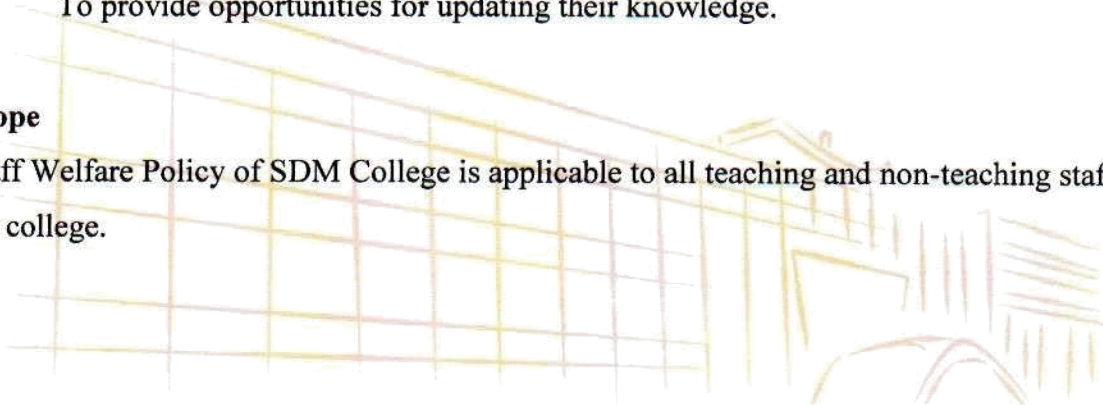 To provide opportunities for updating their knowledge.
ope
ff Welfare Policy of SDM College is applicable to all teaching and non-teaching staf
college.